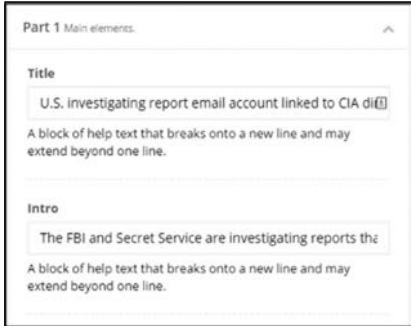 Part 1 Main elements.
Title
U.S. investigating report email account linked to CIA
A block of help text that breaks onto a new line and may
extend beyond one line.
Intro
The FBI and Secret Service are investigating reports
A block of help text that breaks onto a new line and may
extend beyond one line.